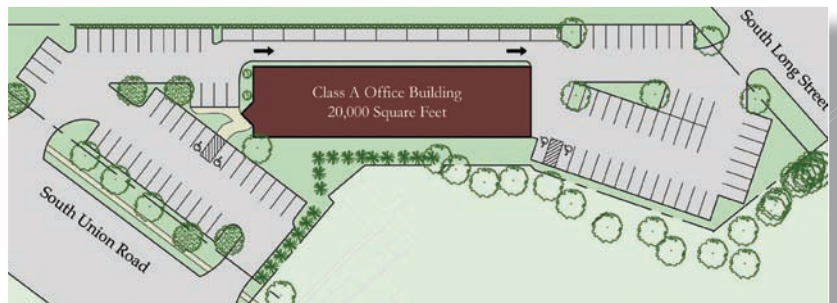 South Long Street
Class A Office Building
20,000 Square Feet
South Union Road